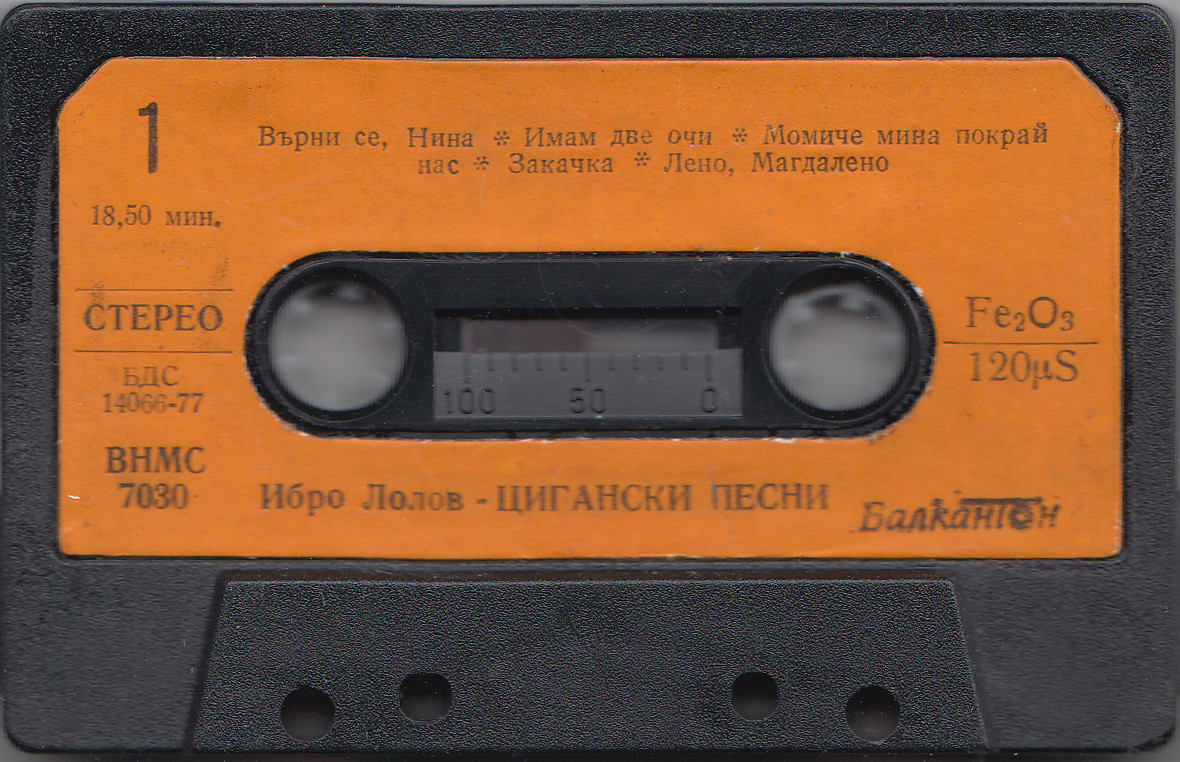 1
Върни се, Нина * Имам две очи * Момиче мина покрай
нас * Закачка * Лено, Магдалено
18,50 мин.
СТЕРЕО
БДС
14066-77
ВНМС
7030
Fe₂O₃
120μS
100 50 0
Ибро Лолов - ЦИГАНСКИ ПЕСНИ
Балкантон